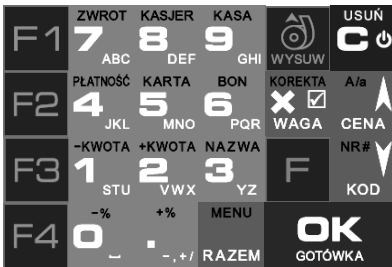 ZWROT KASJER KASA USUŃ
F1 7 8 9 C
ABC DEF GHI WYSUW
PŁATNOŚĆ KARTA BON KOREKTA A/a
F2 4 5 6
JKL MNO PQR WAGA CENA
-KWOTA +KWOTA NAZWA NR#
F3 1 2 3 F
STU VWX YZ KOD
-% +% MENU
F4 0 . OK
- , + / RAZEM GOTÓWKA